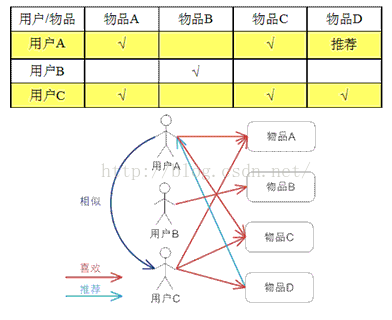 用户/物品 物品A 物品B 物品C 物品D
用户A √ √ 推荐
用户B √
用户C √ √ √
物品A
用户A
http://blog.csdn.net/
相似
物品B
用户B
物品C
喜欢
推荐
用户C
物品D